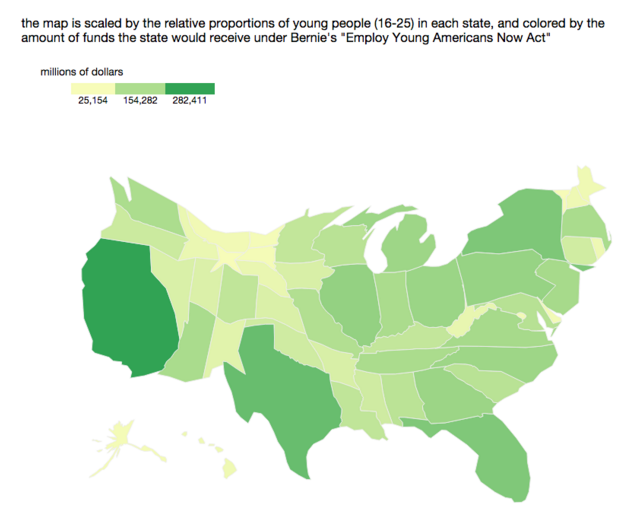 the map is scaled by the relative proportions of young people (16-25) in each state, and colored by the
amount of funds the state would receive under Bernie's "Employ Young Americans Now Act"
millions of dollars
25,154 154,282 282,411